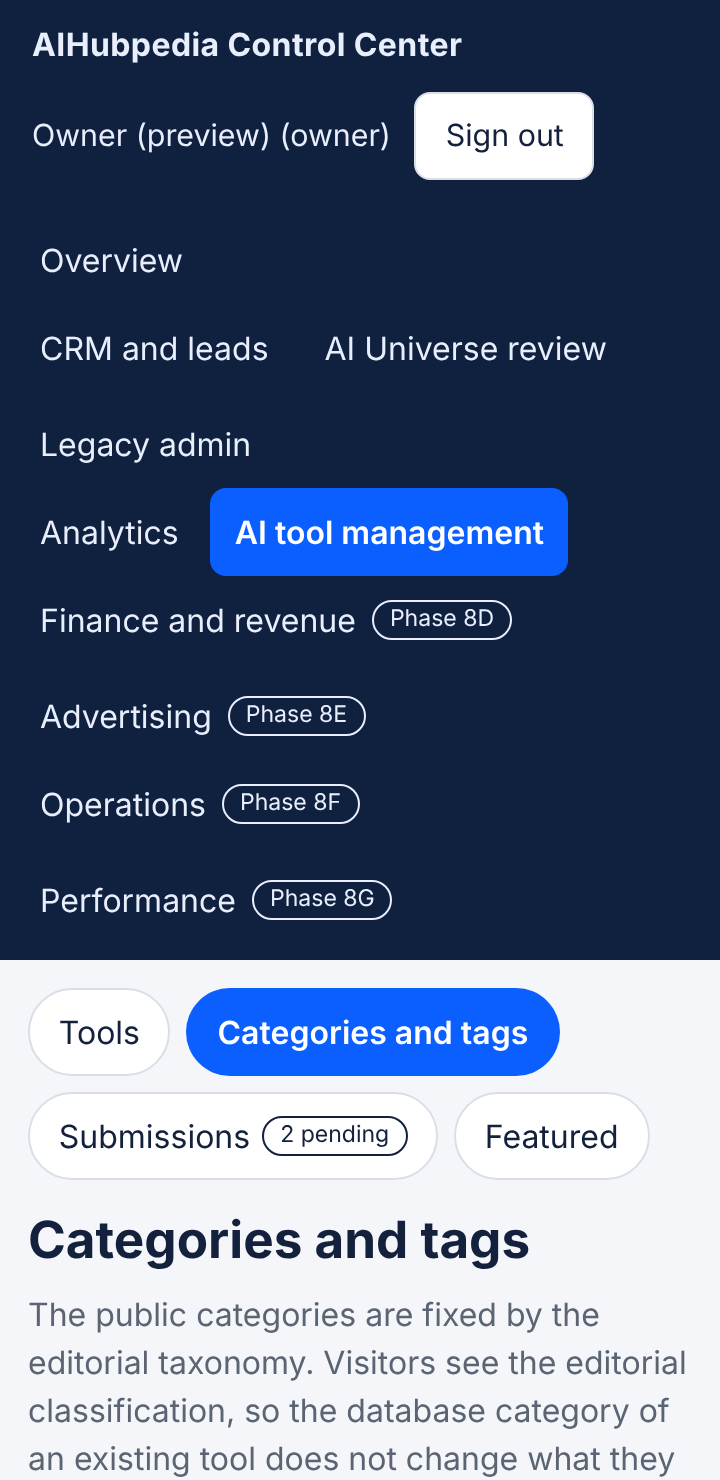 AIHubpedia Control Center
Owner (preview) (owner) Sign out
Overview
CRM and leads AI Universe review
Legacy admin
Analytics AI tool management
Finance and revenue Phase 8D
Advertising Phase 8E
Operations Phase 8F
Performance Phase 8G
Tools Categories and tags
Submissions 2 pending Featured
Categories and tags
The public categories are fixed by the
editorial taxonomy. Visitors see the editorial
classification, so the database category of
an existing tool does not change what they